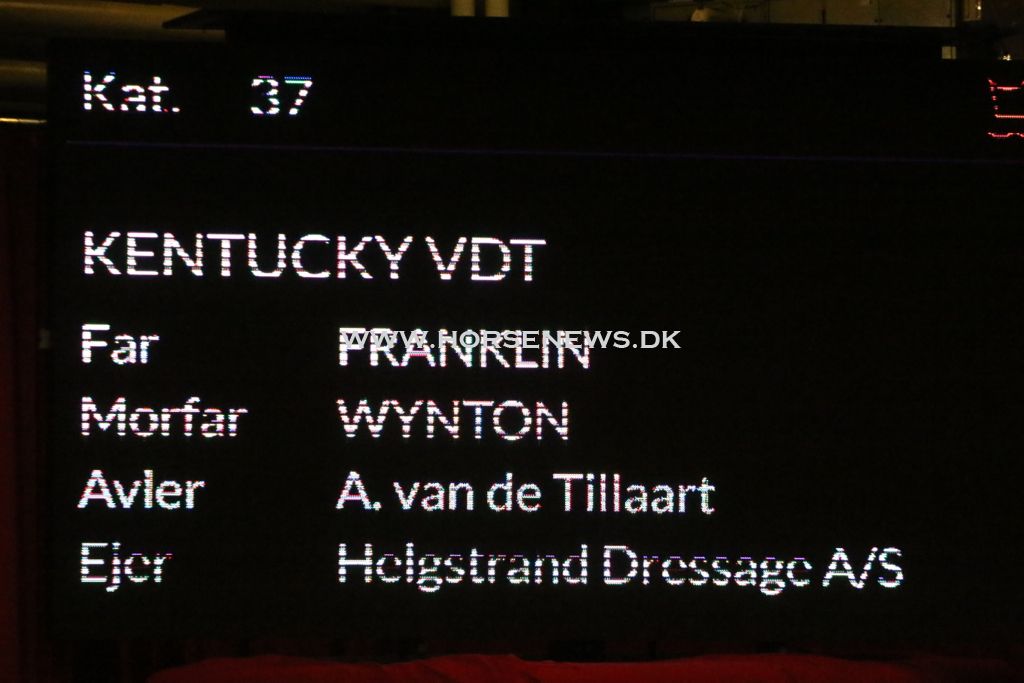 Kat. 37
KENTUCKY VDT
Far FRANKLIN
WWW.HORSENEWS.DK
Morfar WYNTON
Avler A. van de Tillaart
Ejer Helgstrand Dressage A/S